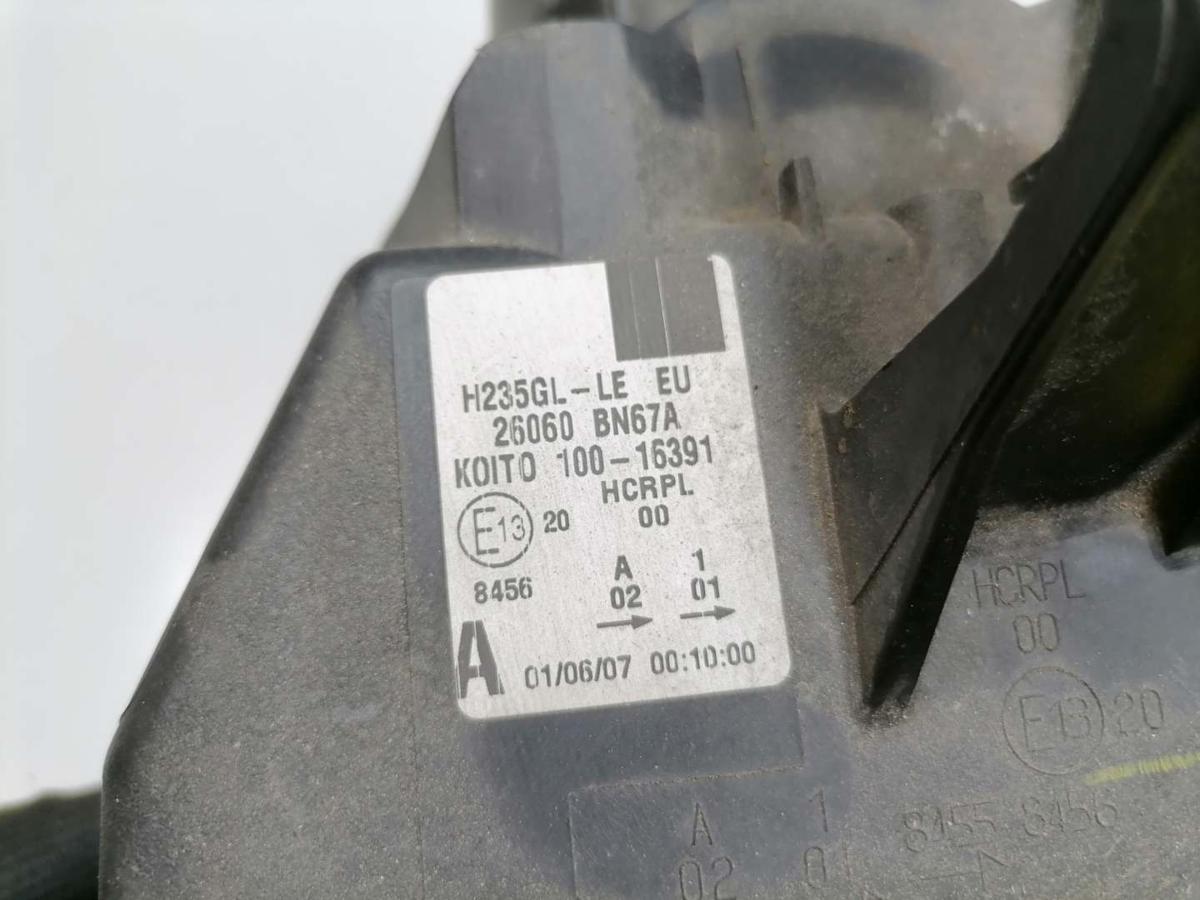 H235GL-LE EU
26060 BN67A
KOITO 100-16391
HCRPL
E13 20 00
8456 A 1
02 01
→ →
A 01/06/07 00:10:00
HCRPL
00
E13 20
8455 8456
A 1
02 01
→